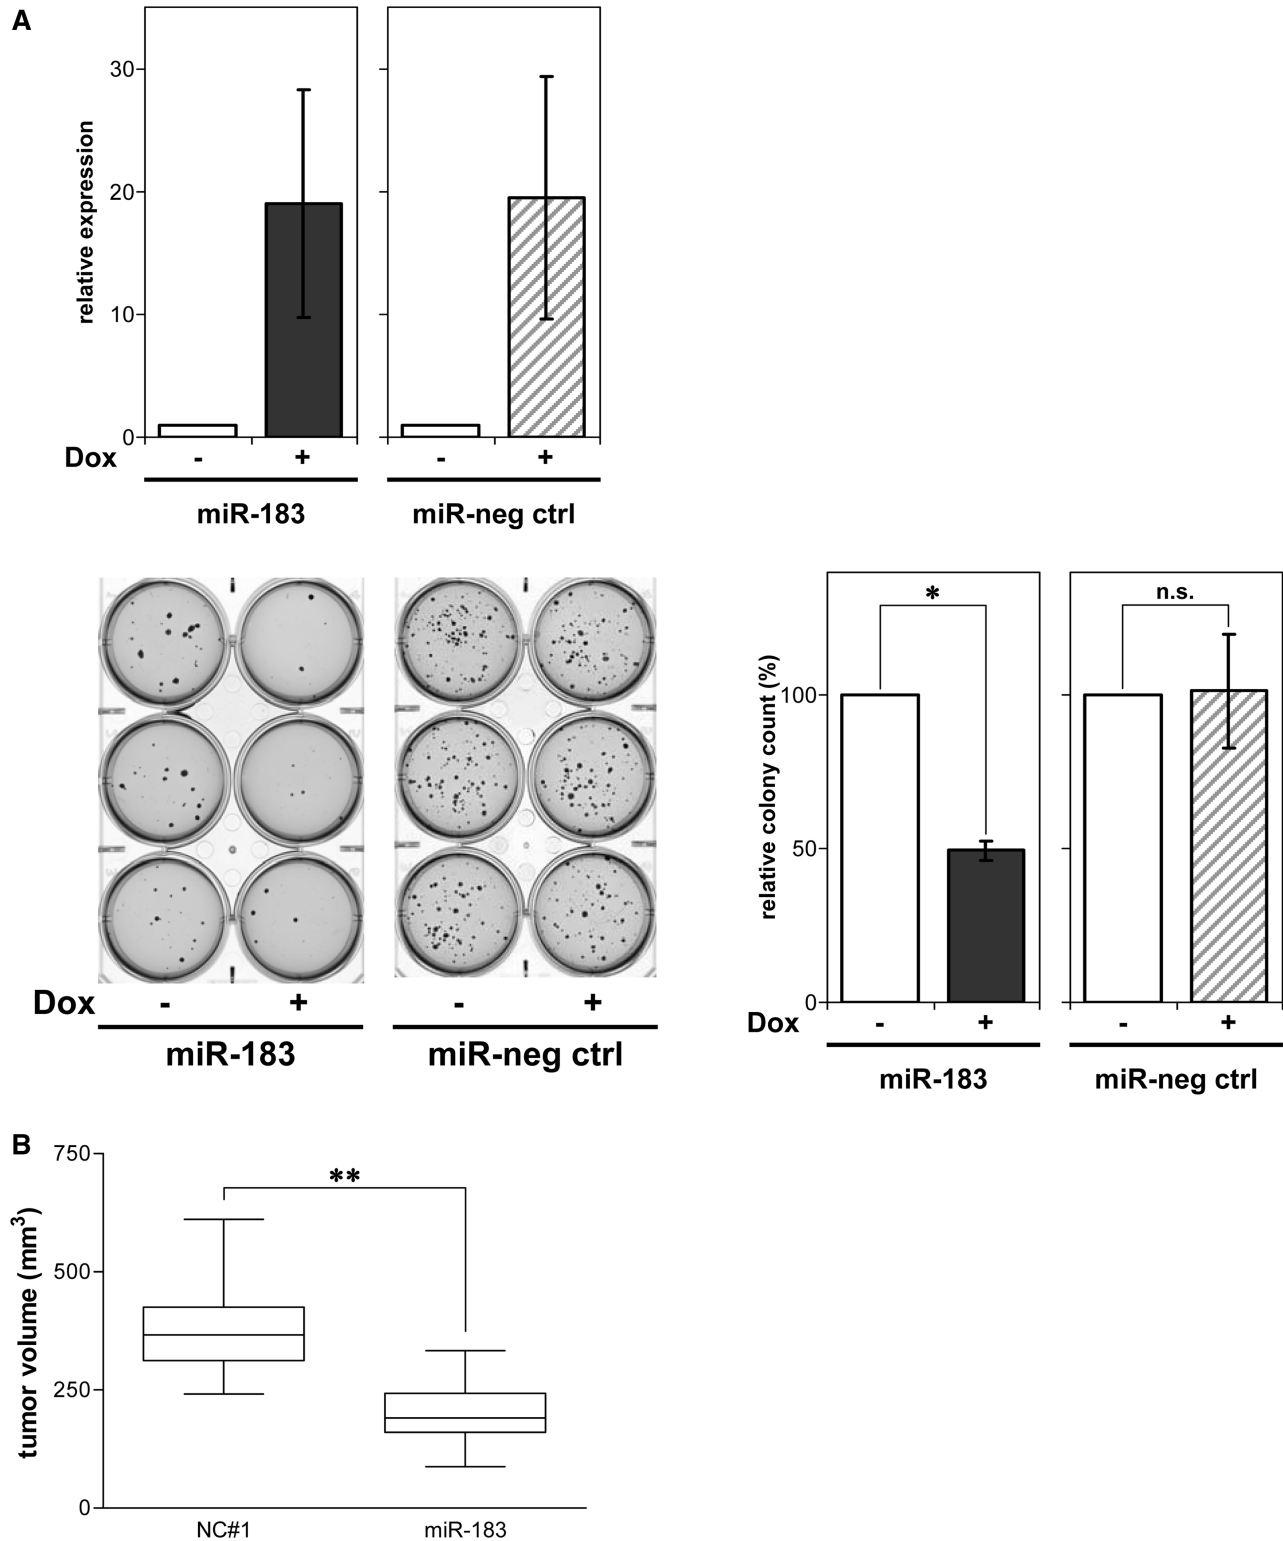 A
relative expression
30
20
10
0
Dox - + - +
miR-183 miR-neg ctrl
Dox - + - +
miR-183 miR-neg ctrl
relative colony count (%)
* n.s.
100
50
0
Dox - + - +
miR-183 miR-neg ctrl
B
tumor volume (mm³)
750
500
250
0
**
NC#1 miR-183